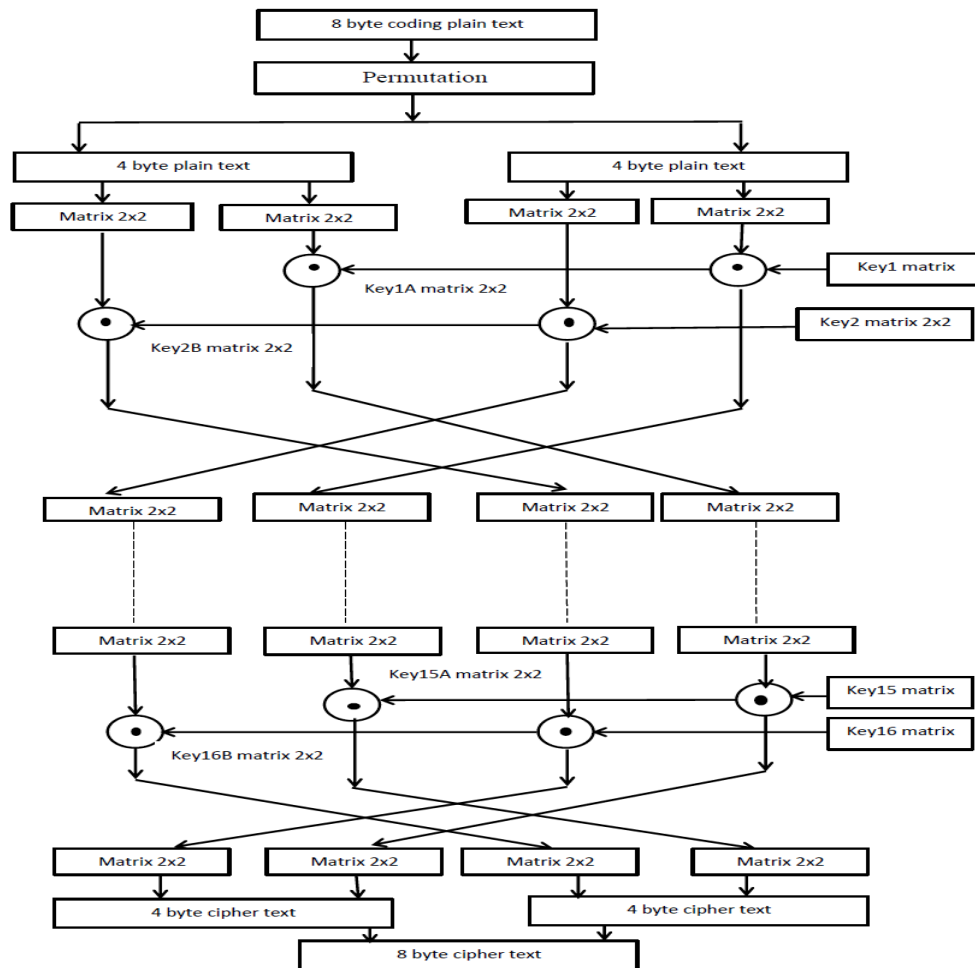 8 byte coding plain text
Permutation
4 byte plain text
4 byte plain text
Matrix 2x2
Matrix 2x2
Matrix 2x2
Matrix 2x2
Key1 matrix
Key1A matrix 2x2
Key2 matrix 2x2
Key2B matrix 2x2
Matrix 2x2
Matrix 2x2
Matrix 2x2
Matrix 2x2
Matrix 2x2
Matrix 2x2
Matrix 2x2
Matrix 2x2
Key15A matrix 2x2
Key15 matrix
Key16 matrix
Key16B matrix 2x2
Matrix 2x2
Matrix 2x2
Matrix 2x2
Matrix 2x2
4 byte cipher text
4 byte cipher text
8 byte cipher text